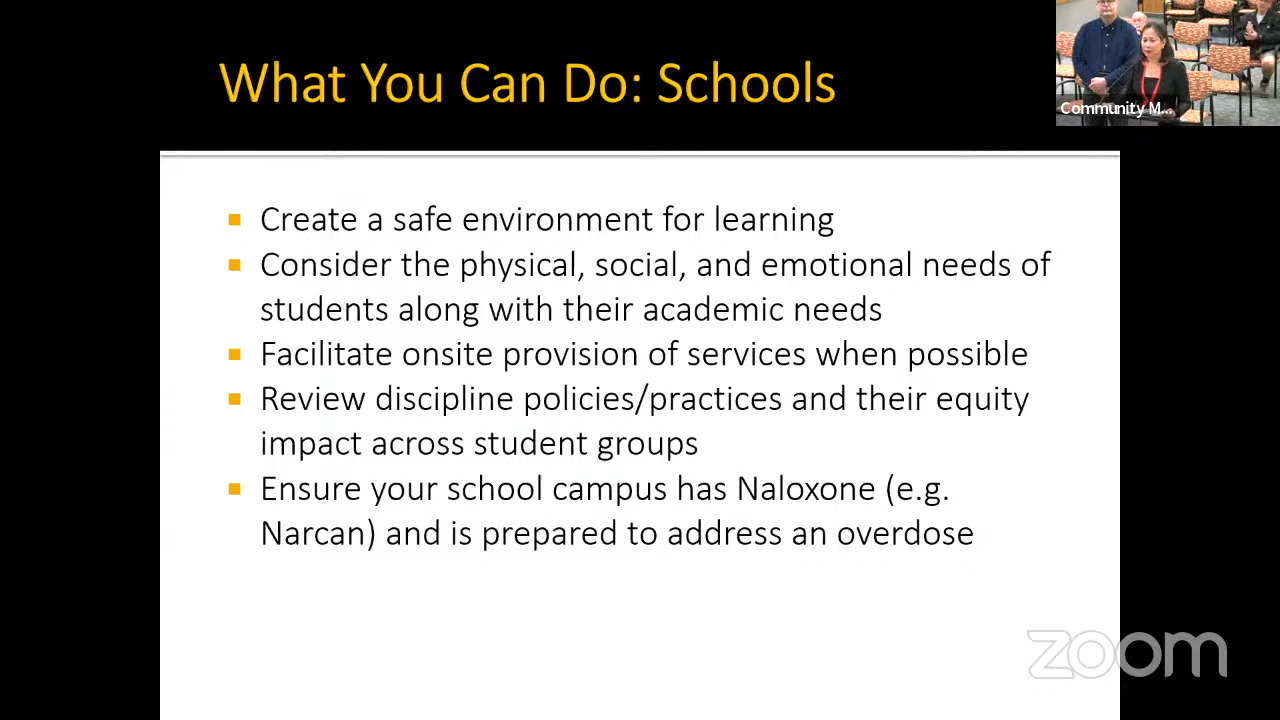 What You Can Do: Schools
Community M...
Create a safe environment for learning
Consider the physical, social, and emotional needs of
students along with their academic needs
Facilitate onsite provision of services when possible
Review discipline policies/practices and their equity
impact across student groups
Ensure your school campus has Naloxone (e.g.
Narcan) and is prepared to address an overdose
zoom